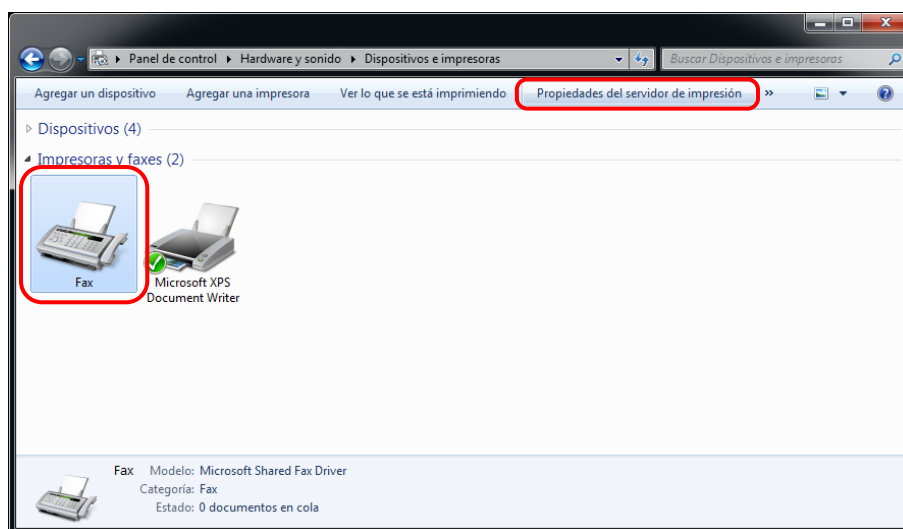 Panel de control ▸ Hardware y sonido ▸ Dispositivos e impresoras
Buscar Dispositivos e impresoras
Agregar un dispositivo Agregar una impresora Ver lo que se está imprimiendo Propiedades del servidor de impresión »
Dispositivos (4)
Impresoras y faxes (2)
Fax
Microsoft XPS
Document Writer
Fax Modelo: Microsoft Shared Fax Driver
Categoría: Fax
Estado: 0 documentos en cola